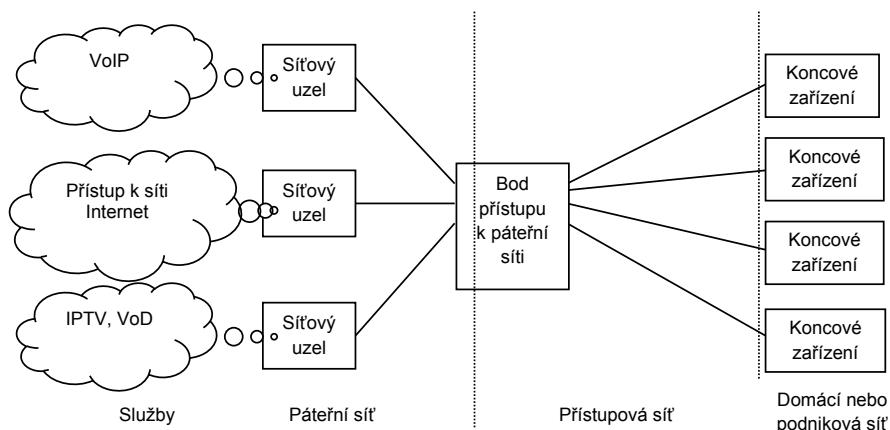 VoIP
Síťový
uzel
Přístup k síti
Internet
Síťový
uzel
IPTV, VoD
Síťový
uzel
Bod
přístupu
k páteřní
síti
Koncové
zařízení
Koncové
zařízení
Koncové
zařízení
Koncové
zařízení
Služby
Páteřní síť
Přístupová síť
Domácí nebo
podniková síť